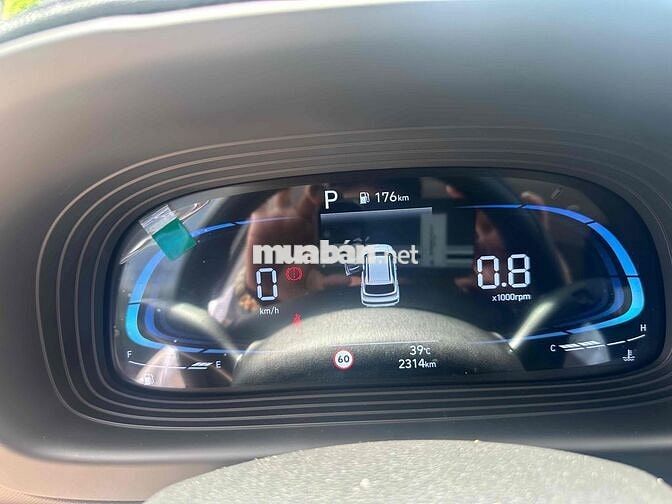 P 176km
muaban.net
0 0.8
km/h x1000rpm
F E 60 39°C C H
2314km